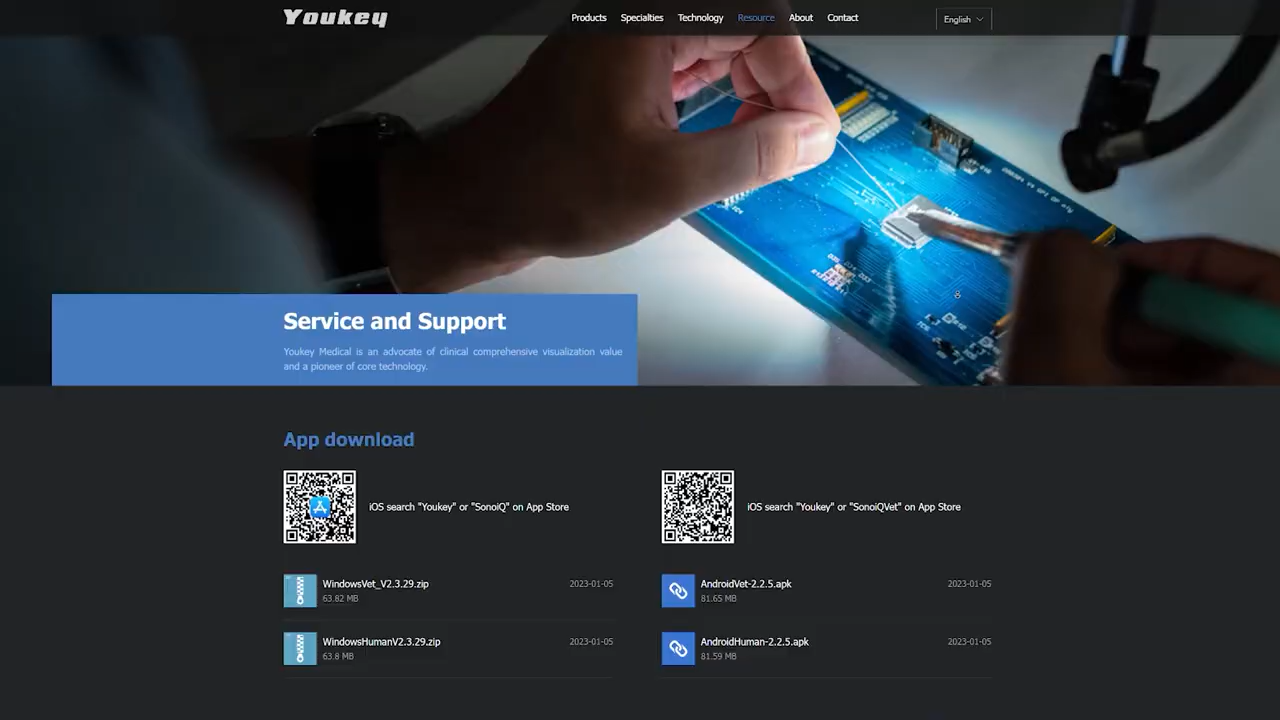 Youkey
Products Specialties Technology Resource About Contact
English
Service and Support
Youkey Medical is an advocate of clinical comprehensive visualization value
and a pioneer of core technology.
App download
iOS search "Youkey" or "SonoiQ" on App Store
iOS search "Youkey" or "SonoiQVet" on App Store
WindowsVet_V2.3.29.zip 2023-01-05
63.82 MB
AndroidVet-2.2.5.apk 2023-01-05
81.65 MB
WindowsHumanV2.3.29.zip 2023-01-05
63.8 MB
AndroidHuman-2.2.5.apk 2023-01-05
81.59 MB